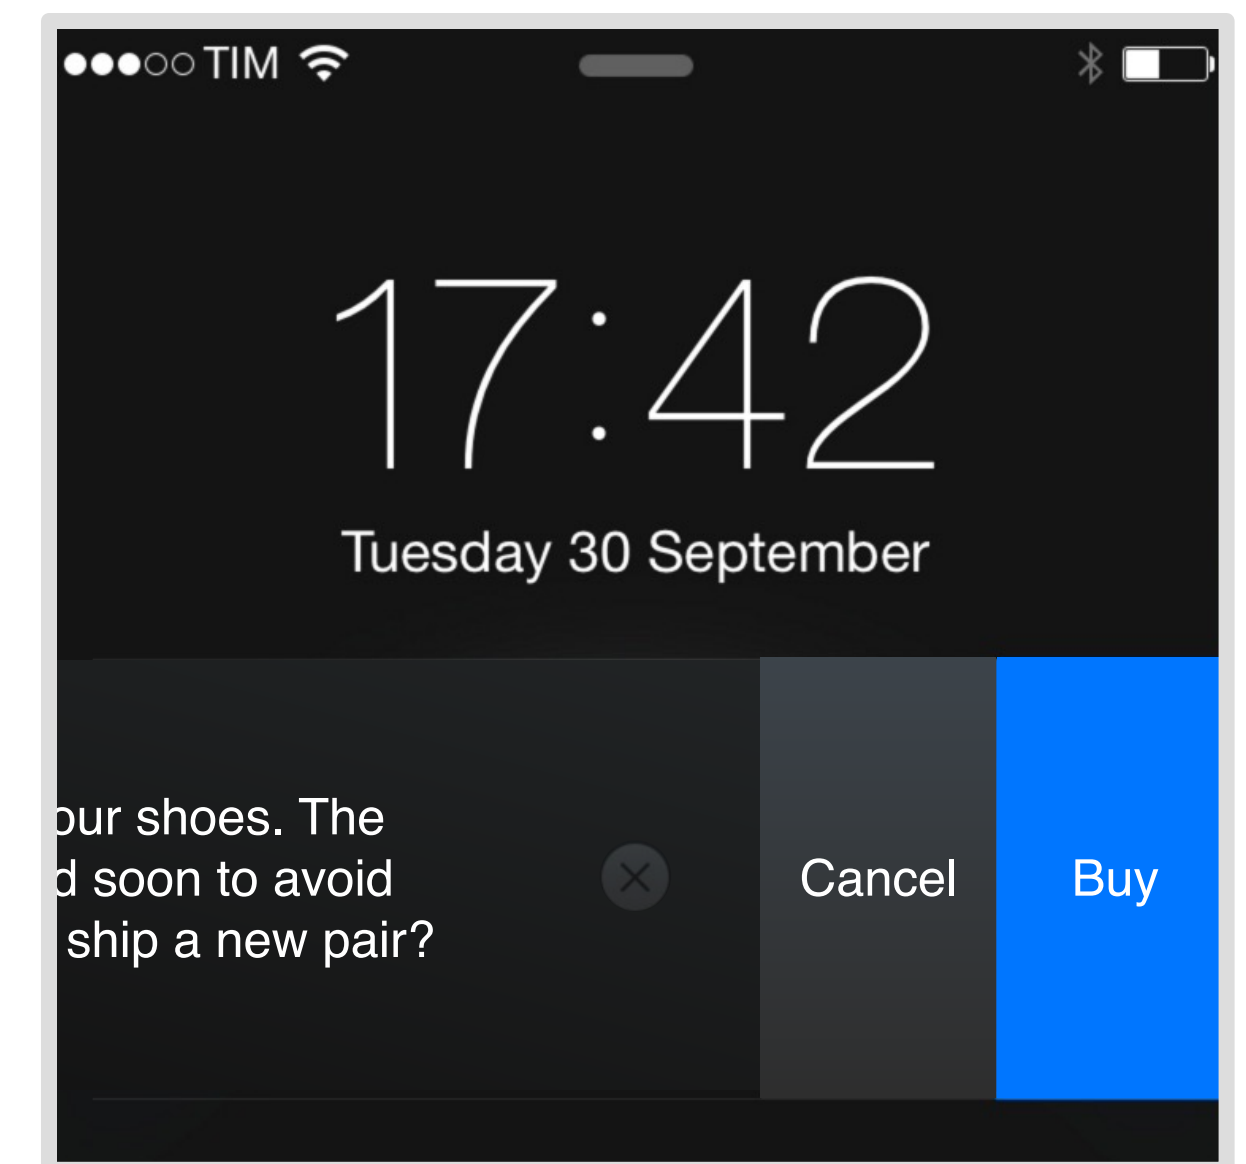 TIM
17:42
Tuesday 30 September
our shoes. The
d soon to avoid
ship a new pair?
Cancel
Buy